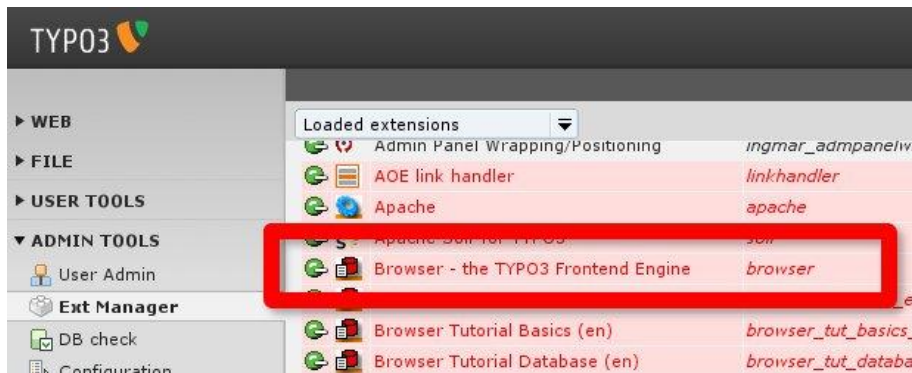 TYPO3
WEB
FILE
USER TOOLS
ADMIN TOOLS
User Admin
Ext Manager
DB check
Configuration
Loaded extensions
Admin Panel Wrapping/Positioning
AOE link handler linkhandler
Apache apache
Browser - the TYPO3 Frontend Engine browser
Browser Tutorial Basics (en) browser_tut_basics_
Browser Tutorial Database (en) browser_tut_databa